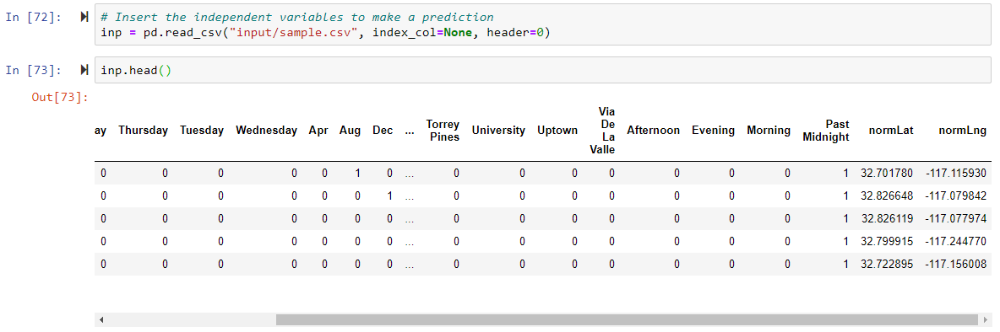 In [72]: # Insert the independent variables to make a prediction
inp = pd.read_csv("input/sample.csv", index_col=None, header=0)
In [73]: inp.head()
Out[73]:
ay Thursday Tuesday Wednesday Apr Aug Dec ... Torrey Pines University Uptown Via De La Valle Afternoon Evening Morning Past Midnight normLat normLng
0 0 0 0 0 1 0 ... 0 0 0 0 0 0 0 1 32.701780 -117.115930
0 0 0 0 0 0 1 ... 0 0 0 0 0 0 0 1 32.826648 -117.079842
0 0 0 0 0 0 0 ... 0 0 0 0 0 0 0 1 32.826119 -117.077974
0 0 0 0 0 0 0 ... 0 0 0 0 0 0 0 1 32.799915 -117.244770
0 0 0 0 0 0 0 ... 0 0 0 0 0 0 0 1 32.722895 -117.156008